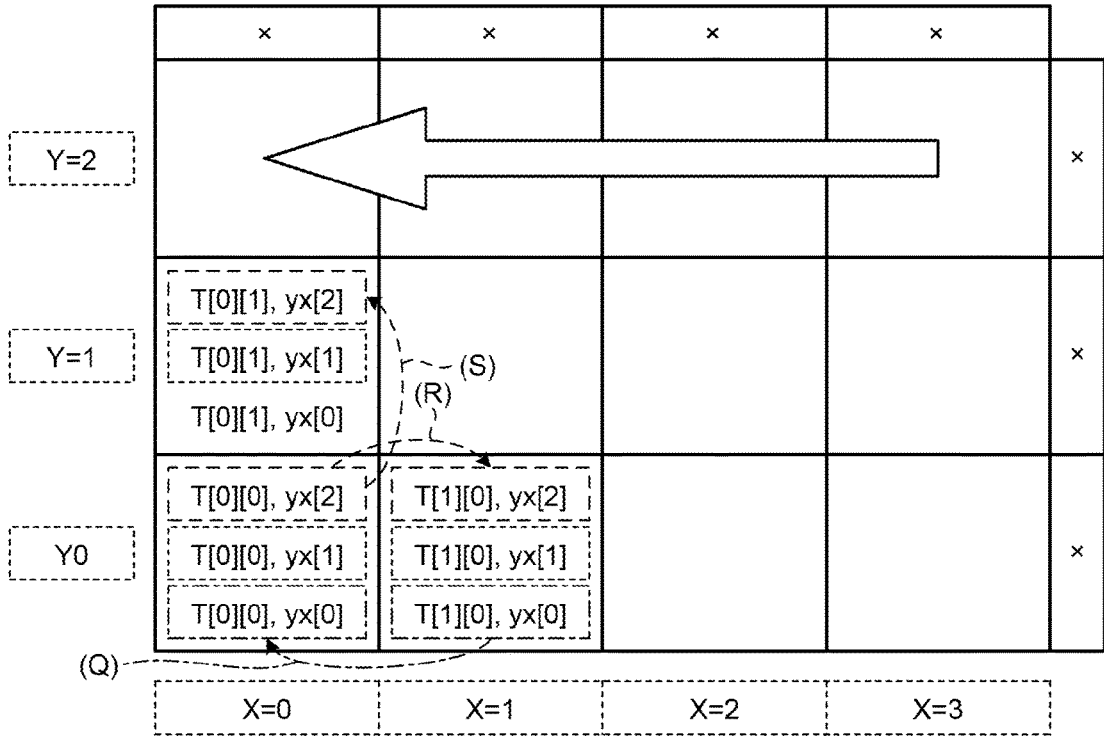 × × × ×
Y=2 ×
T[0][1], yx[2]
Y=1 T[0][1], yx[1] (S) ×
(R)
T[0][1], yx[0]
T[0][0], yx[2] T[1][0], yx[2]
Y0 T[0][0], yx[1] T[1][0], yx[1] ×
T[0][0], yx[0] T[1][0], yx[0]
(Q)
X=0 X=1 X=2 X=3